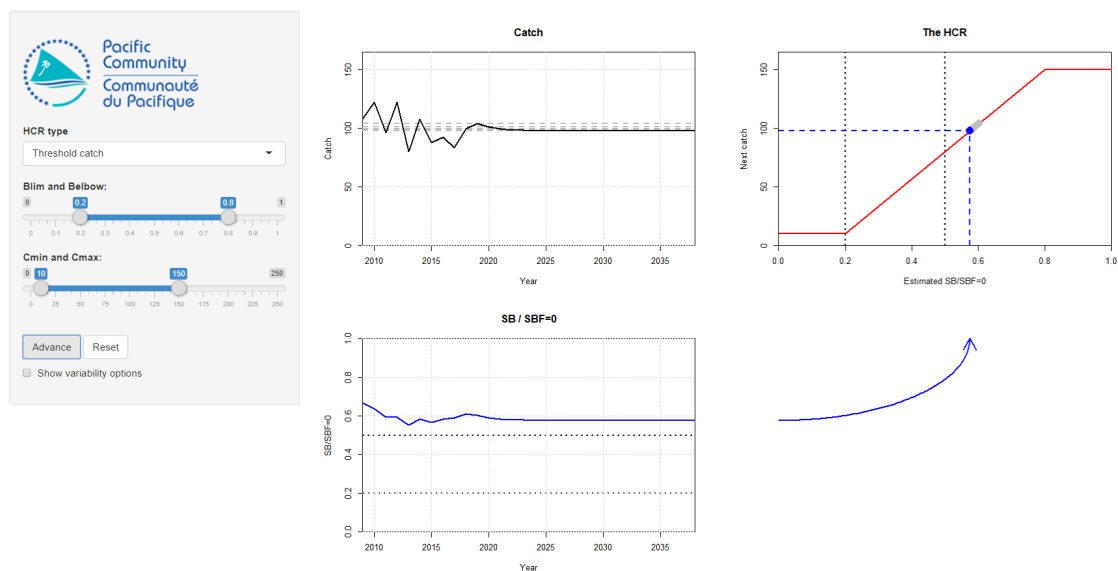 Pacific
Community
Communauté
du Pacifique
HCR type
Threshold catch
Blim and Belbow:
0 0.2 0.8 1
0 0.1 0.2 0.3 0.4 0.5 0.6 0.7 0.8 0.9 1
Cmin and Cmax:
0 10 150 250
0 25 50 75 100 125 150 175 200 225 250
Advance Reset
Show variability options
Catch
150
100
50
0
Catch
2010 2015 2020 2025 2030 2035
Year
The HCR
150
100
50
0
Next catch
0.0 0.2 0.4 0.6 0.8 1.0
Estimated SB/SBF=0
SB / SBF=0
1.0
0.8
0.6
0.4
0.2
0.0
SB/SBF=0
2010 2015 2020 2025 2030 2035
Year